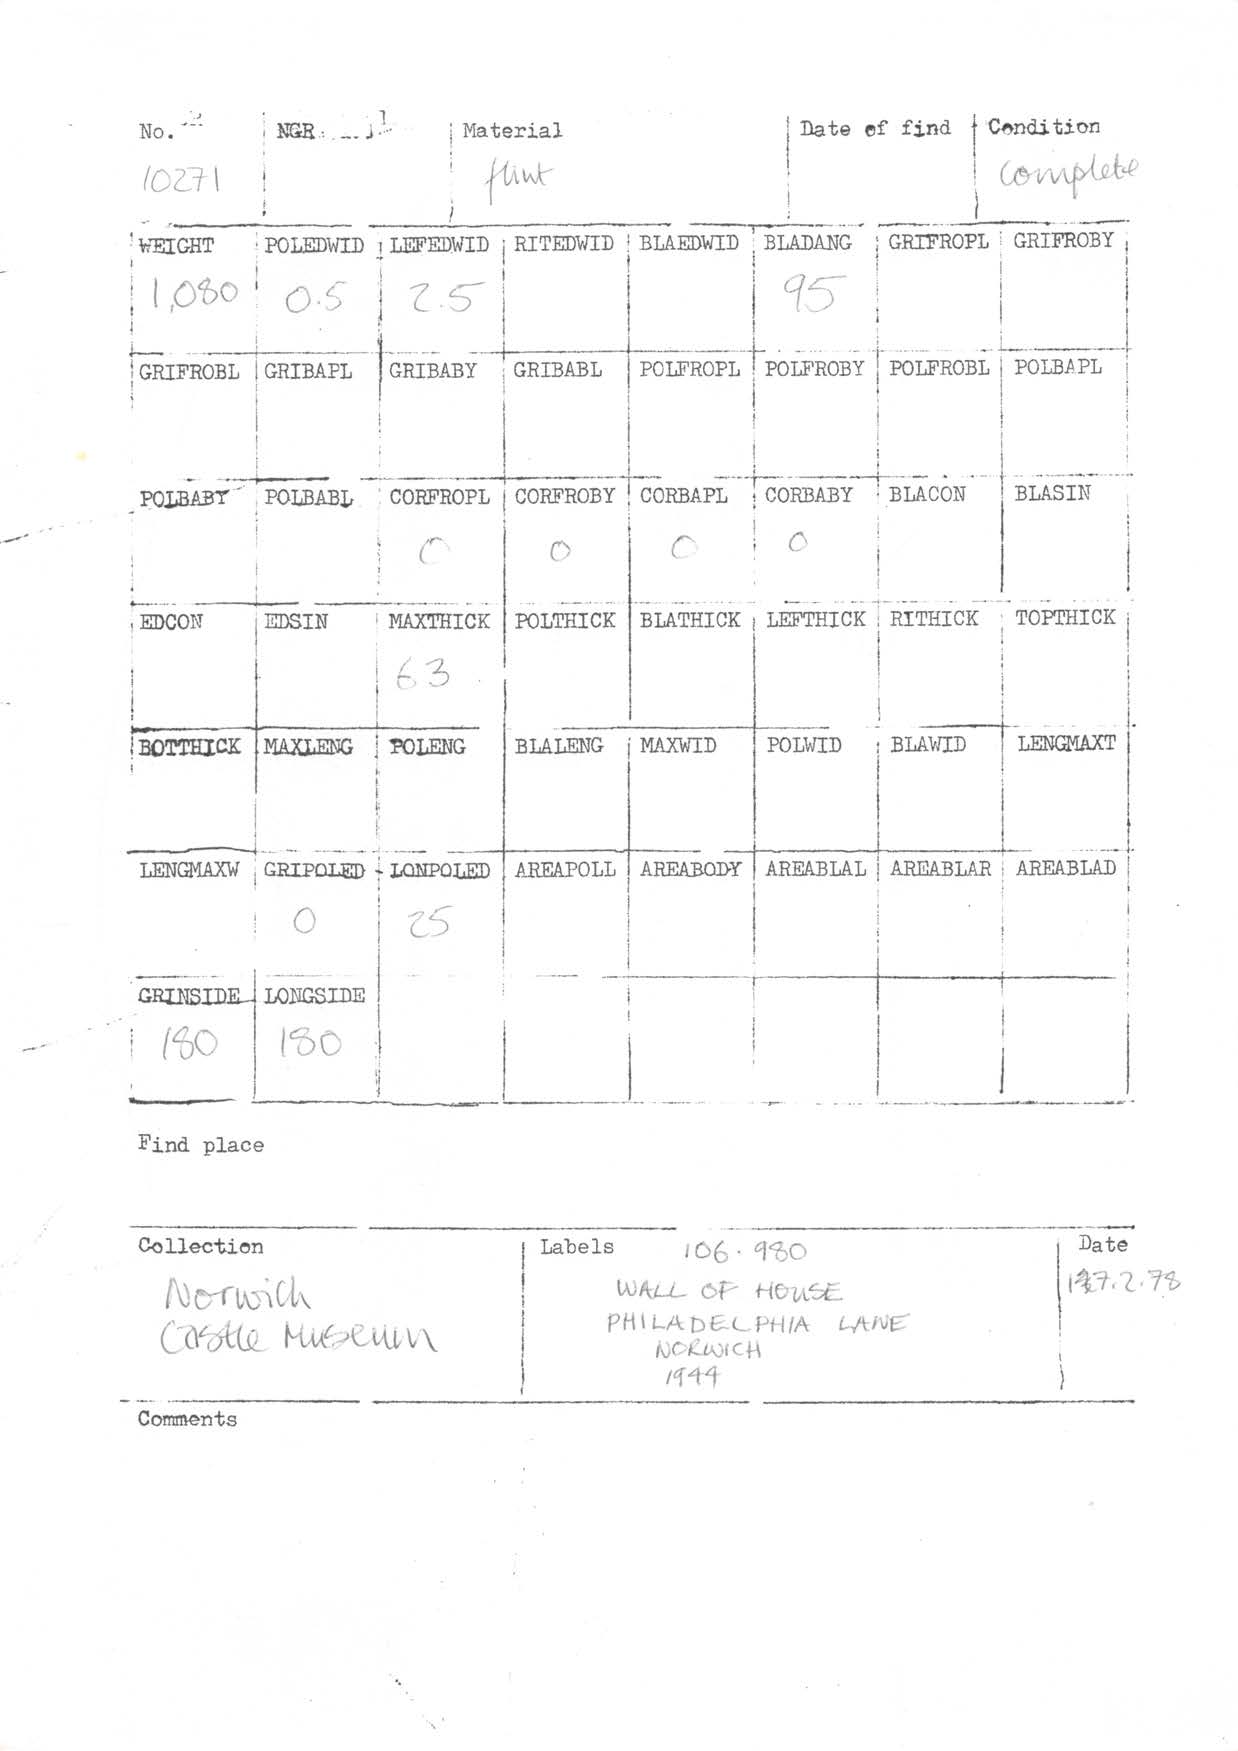 No. NGR Material Date of find Condition
10271 flint complete
WEIGHT POLEDWID LEFEDWID RITEDWID BLAEDWID BLADANG GRIFROPL GRIFROBY
1,080 0.5 2.5 95
GRIFROBL GRIBAPL GRIBABY GRIBABL POLFROPL POLFROBY POLFROBL POLBAPL
POLBABY POLBABL CORFROPL CORFROBY CORBAPL CORBABY BLACON BLASIN
0 0 0 0
EDCON EDSIN MAXTHICK POLTHICK BLATHICK LEFTHICK RITHICK TOPTHICK
63
BOTTHICK MAXLENG POLENG BLALENG MAXWID POLWID BLAWID LENGMAXT
LENGMAXW GRIPOLED LONPOLED AREAPOLL AREABODY AREABLAL AREABLAR AREABLAD
0 25
GRINSIDE LONGSIDE
180 180
Find place
Collection Labels 106.980 Date
Norwich
Castle Museum
WALL OF HOUSE
PHILADELPHIA LANE
NORWICH
1944
Comments